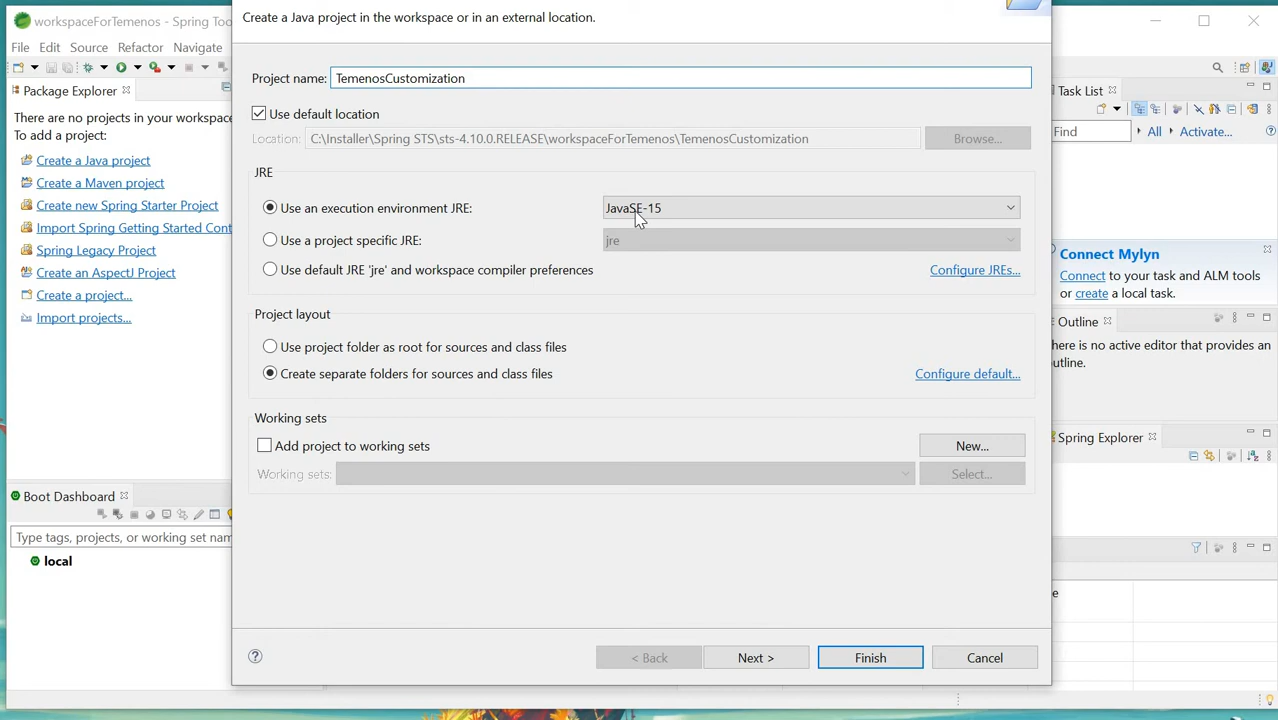 workspaceForTemenos - Spring Too
File Edit Source Refactor Navigate
Package Explorer
There are no projects in your workspace
To add a project:
Create a Java project
Create a Maven project
Create new Spring Starter Project
Import Spring Getting Started Cont
Spring Legacy Project
Create an AspectJ Project
Create a project...
Import projects...
Boot Dashboard
Type tags, projects, or working set nam
local
Create a Java project in the workspace or in an external location.
Project name: TemenosCustomization
Use default location
Location: C:\Installer\Spring STS\sts-4.10.0.RELEASE\workspaceForTemenos\TemenosCustomization Browse...
JRE
Use an execution environment JRE: JavaSE-15
Use a project specific JRE: jre
Use default JRE 'jre' and workspace compiler preferences Configure JREs...
Project layout
Use project folder as root for sources and class files
Create separate folders for sources and class files Configure default...
Working sets
Add project to working sets New...
Working sets: Select...
< Back Next > Finish Cancel
Task List
Find All Activate...
Connect Mylyn
Connect to your task and ALM tools
or create a local task.
Outline
here is no active editor that provides an
utline.
Spring Explorer
e